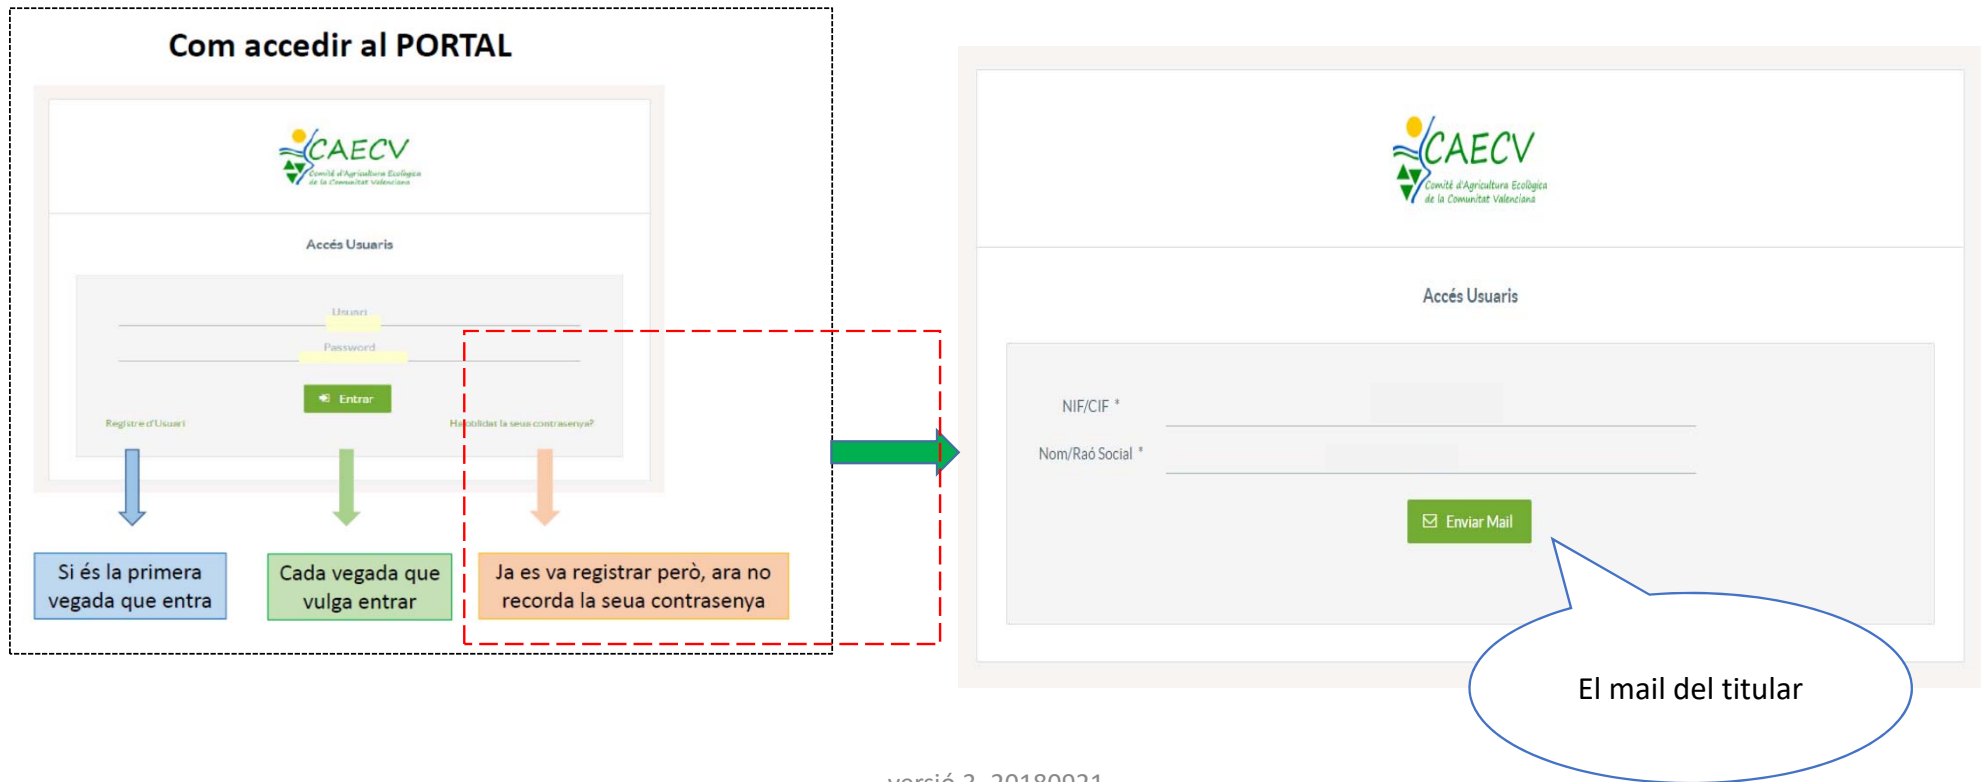 Com accedir al PORTAL
CAECV
Comité d'Agricultura Ecològica
de la Comunitat Valenciana
Accés Usuaris
Usuari
Password
Entrar
Registre d'Usuari
Ha oblidat la seua contrasenya?
Si és la primera
vegada que entra
Cada vegada que
vulga entrar
Ja es va registrar però, ara no
recorda la seua contrasenya
CAECV
Comité d'Agricultura Ecològica
de la Comunitat Valenciana
Accés Usuaris
NIF/CIF *
Nom/Raó Social *
Enviar Mail
El mail del titular
versió 3_20180921